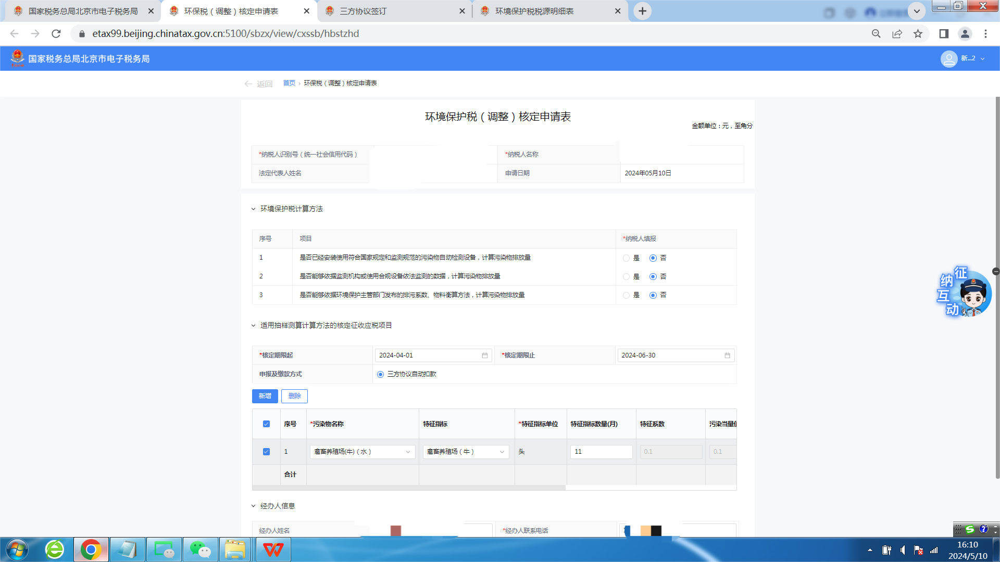 国家税务总局北京市电子税务局
环保税（调整）核定申请表
三方协议签订
环境保护税税源明细表
etax99.beijing.chinatax.gov.cn:5100/sbzx/view/cxssb/hbstzhd
国家税务总局北京市电子税务局
新...2
返回 首页 › 环保税（调整）核定申请表
环境保护税（调整）核定申请表
金额单位：元，至角分
*纳税人识别号（统一社会信用代码） *纳税人名称
法定代表人姓名 申请日期 2024年05月10日
环境保护税计算方法
序号 项目 *纳税人填报
1 是否已经安装使用符合国家规定和监测规范的污染物自动检测设备，计算污染物排放量 是 否
2 是否能够依据监测机构或使用合规设备依法监测的数据，计算污染物排放量 是 否
3 是否能够依据环境保护主管部门发布的排污系数、物料衡算方法，计算污染物排放量 是 否
适用抽样测算计算方法的核定征收应税项目
*核定期限起 2024-04-01 *核定期限止 2024-06-30
申报及缴款方式 三方协议自动扣款
新增 删除
序号 *污染物名称 特征指标 *特征指标单位 特征指标数量(月) 特征系数 污染当量值
1 禽畜养殖场(牛)（水） 禽畜养殖场（牛） 头 11 0.1 0.1
合计
经办人信息
经办人姓名 *经办人联系电话
征纳互动
16:10
2024/5/10